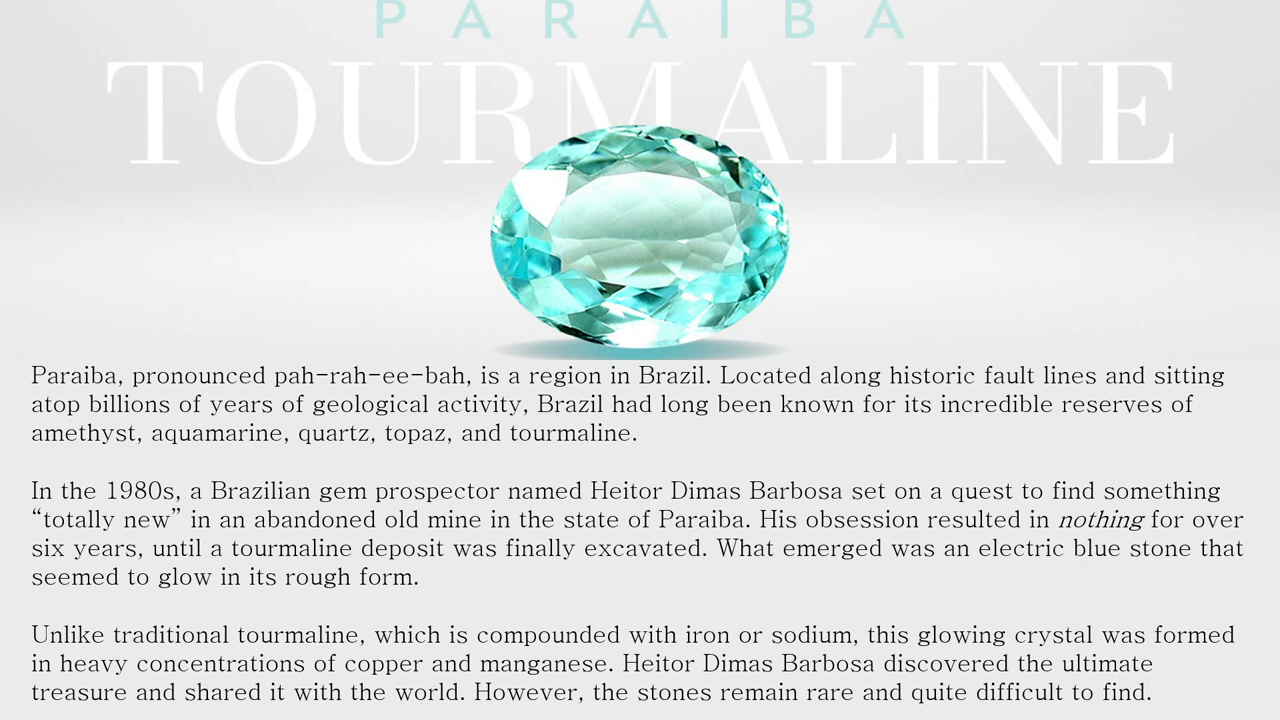 PARAIBA
TOURMALINE
Paraiba, pronounced pah-rah-ee-bah, is a region in Brazil. Located along historic fault lines and sitting
atop billions of years of geological activity, Brazil had long been known for its incredible reserves of
amethyst, aquamarine, quartz, topaz, and tourmaline.
In the 1980s, a Brazilian gem prospector named Heitor Dimas Barbosa set on a quest to find something
“totally new” in an abandoned old mine in the state of Paraiba. His obsession resulted in nothing for over
six years, until a tourmaline deposit was finally excavated. What emerged was an electric blue stone that
seemed to glow in its rough form.
Unlike traditional tourmaline, which is compounded with iron or sodium, this glowing crystal was formed
in heavy concentrations of copper and manganese. Heitor Dimas Barbosa discovered the ultimate
treasure and shared it with the world. However, the stones remain rare and quite difficult to find.